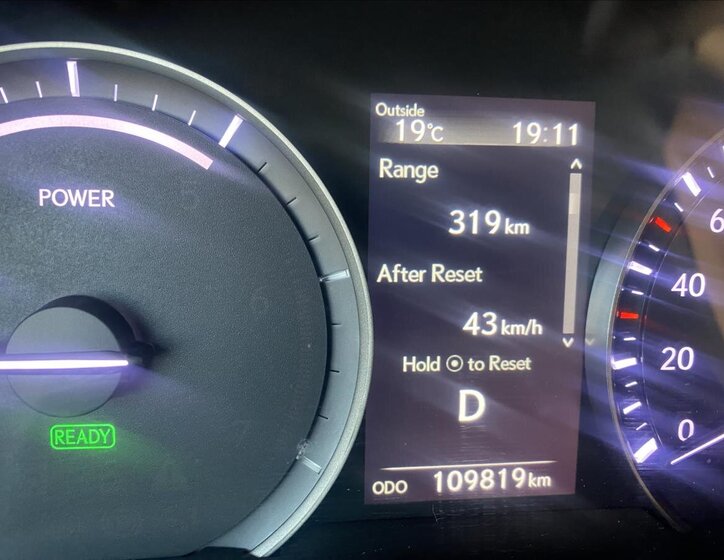 Outside
19°C 19:11
Range
319 km
After Reset
43 km/h
Hold ⊙ to Reset
D
ODO 109819 km
POWER
READY
40
20
0